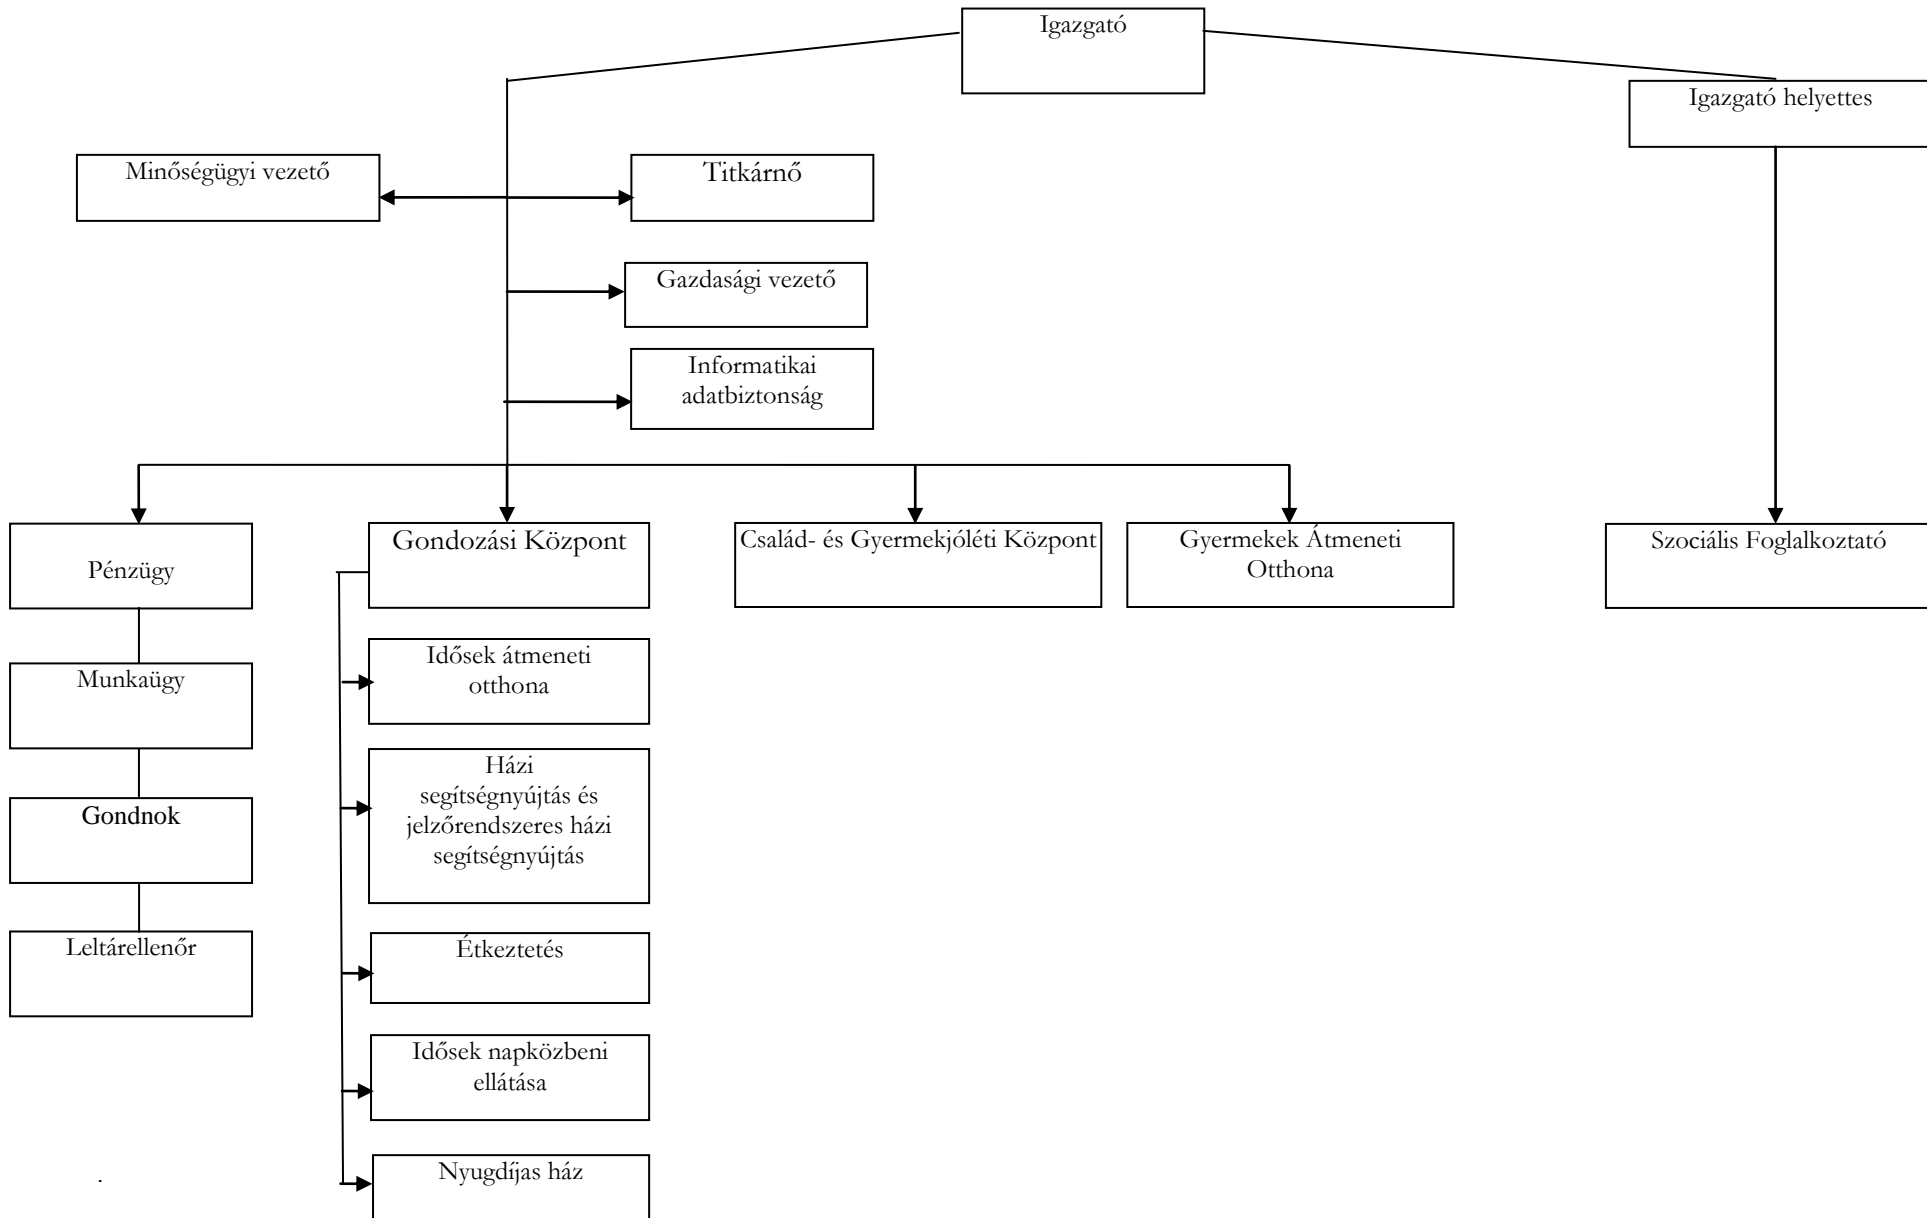 Igazgató
Igazgató helyettes
Minőségügyi vezető
Titkárnő
Gazdasági vezető
Informatikai
adatbiztonság
Pénzügy
Gondozási Központ
Család- és Gyermekjóléti Központ
Gyermekek Átmeneti
Otthona
Szociális Foglalkoztató
Munkaügy
Gondnok
Leltárellenőr
Idősek átmeneti
otthona
Házi
segítségnyújtás és
jelzőrendszeres házi
segítségnyújtás
Étkeztetés
Idősek napközbeni
ellátása
Nyugdíjas ház
.